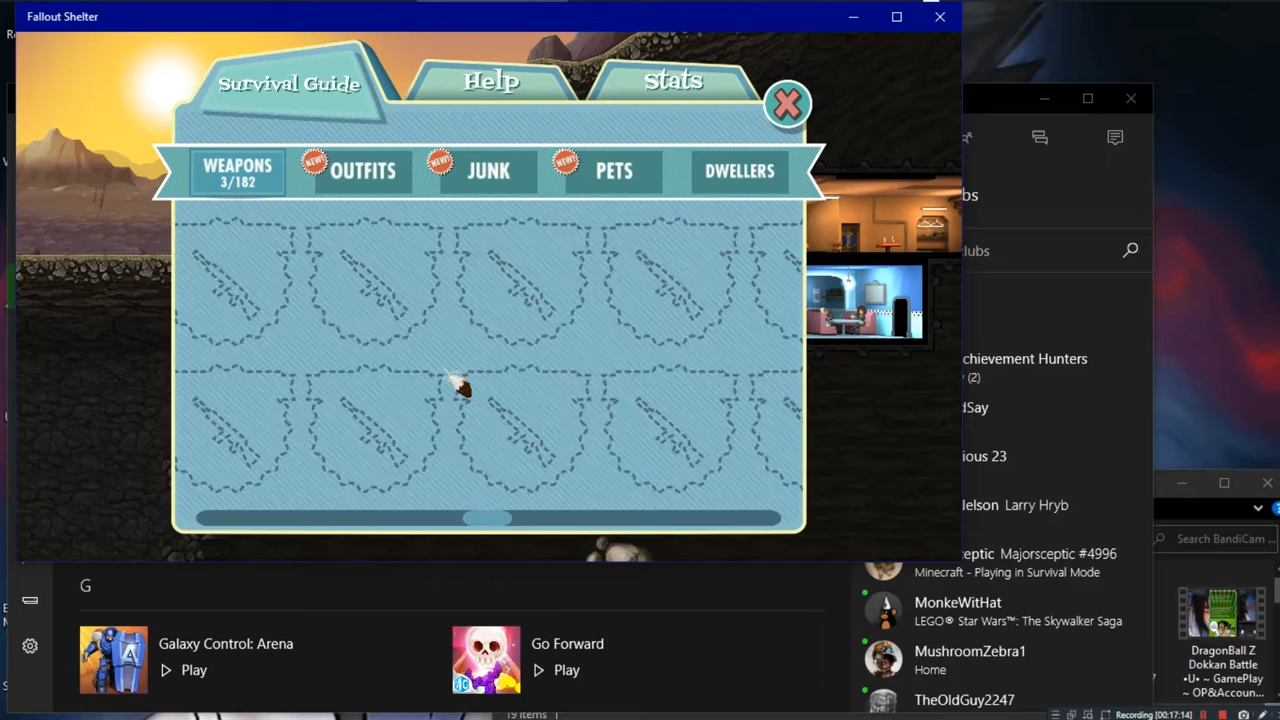 Fallout Shelter
Survival Guide
Help
Stats
WEAPONS
3/182
NEW!
OUTFITS
NEW!
JUNK
NEW!
PETS
DWELLERS
bs
clubs
chievement Hunters
(2)
dSay
ious 23
lelson Larry Hryb
ceptic Majorsceptic #4996
Minecraft - Playing in Survival Mode
MonkeWitHat
LEGO® Star Wars™: The Skywalker Saga
MushroomZebra1
Home
TheOldGuy2247
G
Galaxy Control: Arena
Play
Go Forward
Play
Search BandiCam ...
DragonBall Z
Dokkan Battle
•U• ~ GamePlay
~ OP&Accoun...
19 items
Recording [00:17:14]